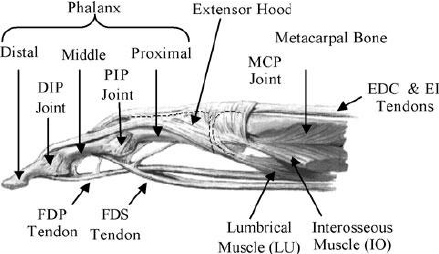 Phalanx
Extensor Hood
Distal
Middle
Proximal
Metacarpal Bone
DIP
Joint
PIP
Joint
MCP
Joint
EDC & EI
Tendons
FDP
Tendon
FDS
Tendon
Lumbrical
Muscle (LU)
Interosseous
Muscle (IO)